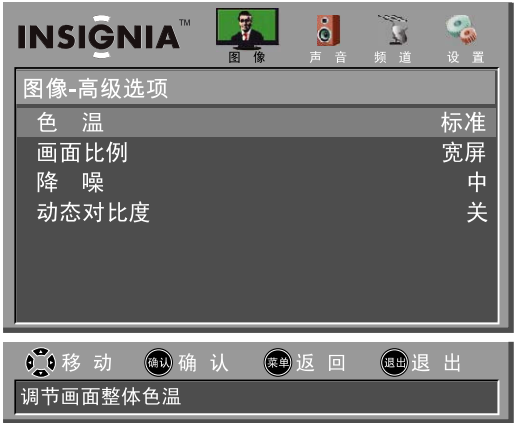 INSIGNIA™
图 像 声 音 频 道 设 置
图像-高级选项
色 温 标准
画面比例 宽屏
降 噪 中
动态对比度 关
移 动 确认 确 认 菜单 返 回 退出 退 出
调节画面整体色温